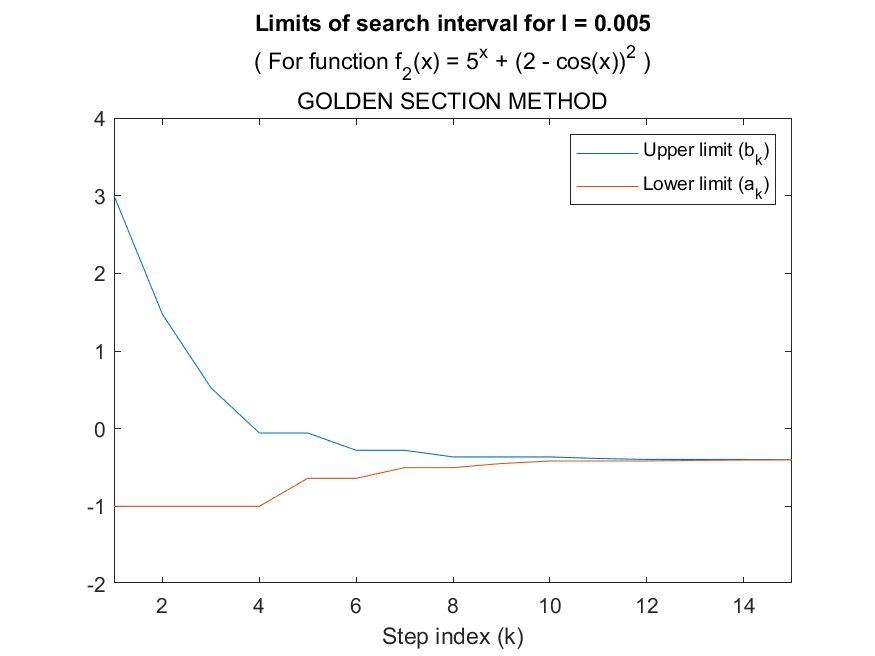 Limits of search interval for l = 0.005
( For function f₂(x) = 5ˣ + (2 - cos(x))² )
GOLDEN SECTION METHOD
4
3
2
1
0
-1
-2
Upper limit (bₖ)
Lower limit (aₖ)
2 4 6 8 10 12 14
Step index (k)